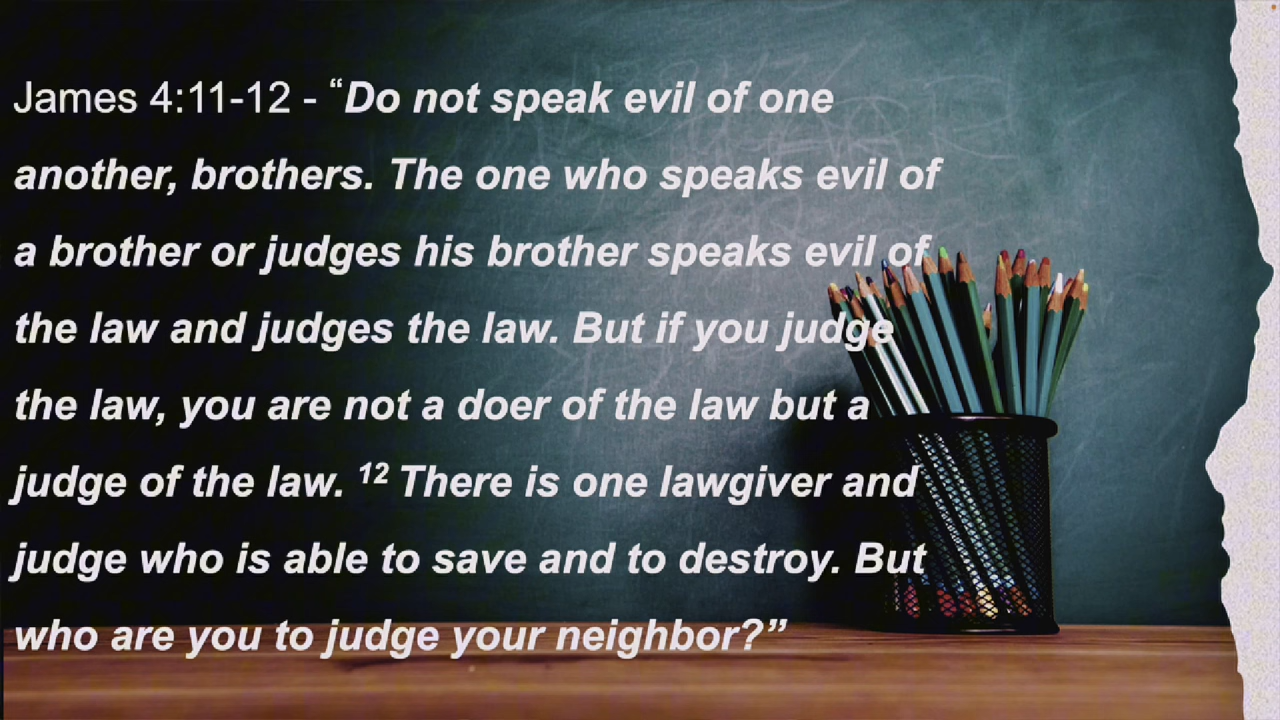 James 4:11-12 - “Do not speak evil of one
another, brothers. The one who speaks evil of
a brother or judges his brother speaks evil of
the law and judges the law. But if you judge
the law, you are not a doer of the law but a
judge of the law. 12 There is one lawgiver and
judge who is able to save and to destroy. But
who are you to judge your neighbor?”